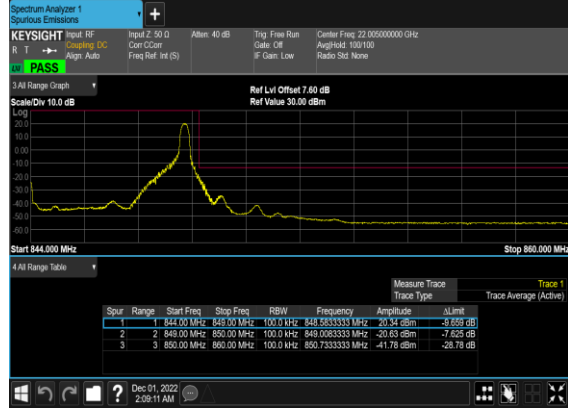 Spectrum Analyzer 1
Spurious Emissions
+
KEYSIGHT Input: RF Input Z: 50 Ω Atten: 40 dB Trig: Free Run Center Freq: 22.005000000 GHz
R T Coupling: DC Corr CCorr Gate: Off Avg|Hold: 100/100
Align: Auto Freq Ref: Int (S) IF Gain: Low Radio Std: None
PASS
3 All Range Graph
Ref Lvl Offset 7.60 dB
Scale/Div 10.0 dB Ref Value 30.00 dBm
Log
20.0
10.0
0.00
-10.0
-20.0
-30.0
-40.0
-50.0
-60.0
Start 844.000 MHz Stop 860.000 MHz
4 All Range Table
Measure Trace Trace 1
Trace Type Trace Average (Active)
Spur Range Start Freq Stop Freq RBW Frequency Amplitude ΔLimit
1 1 844.00 MHz 849.00 MHz 100.0 kHz 848.5833333 MHz 20.34 dBm -9.659 dB
2 2 849.00 MHz 850.00 MHz 100.0 kHz 849.0083333 MHz -20.63 dBm -7.625 dB
3 3 850.00 MHz 860.00 MHz 100.0 kHz 850.7333333 MHz -41.78 dBm -28.78 dB
? Dec 01, 2022
2:09:11 AM